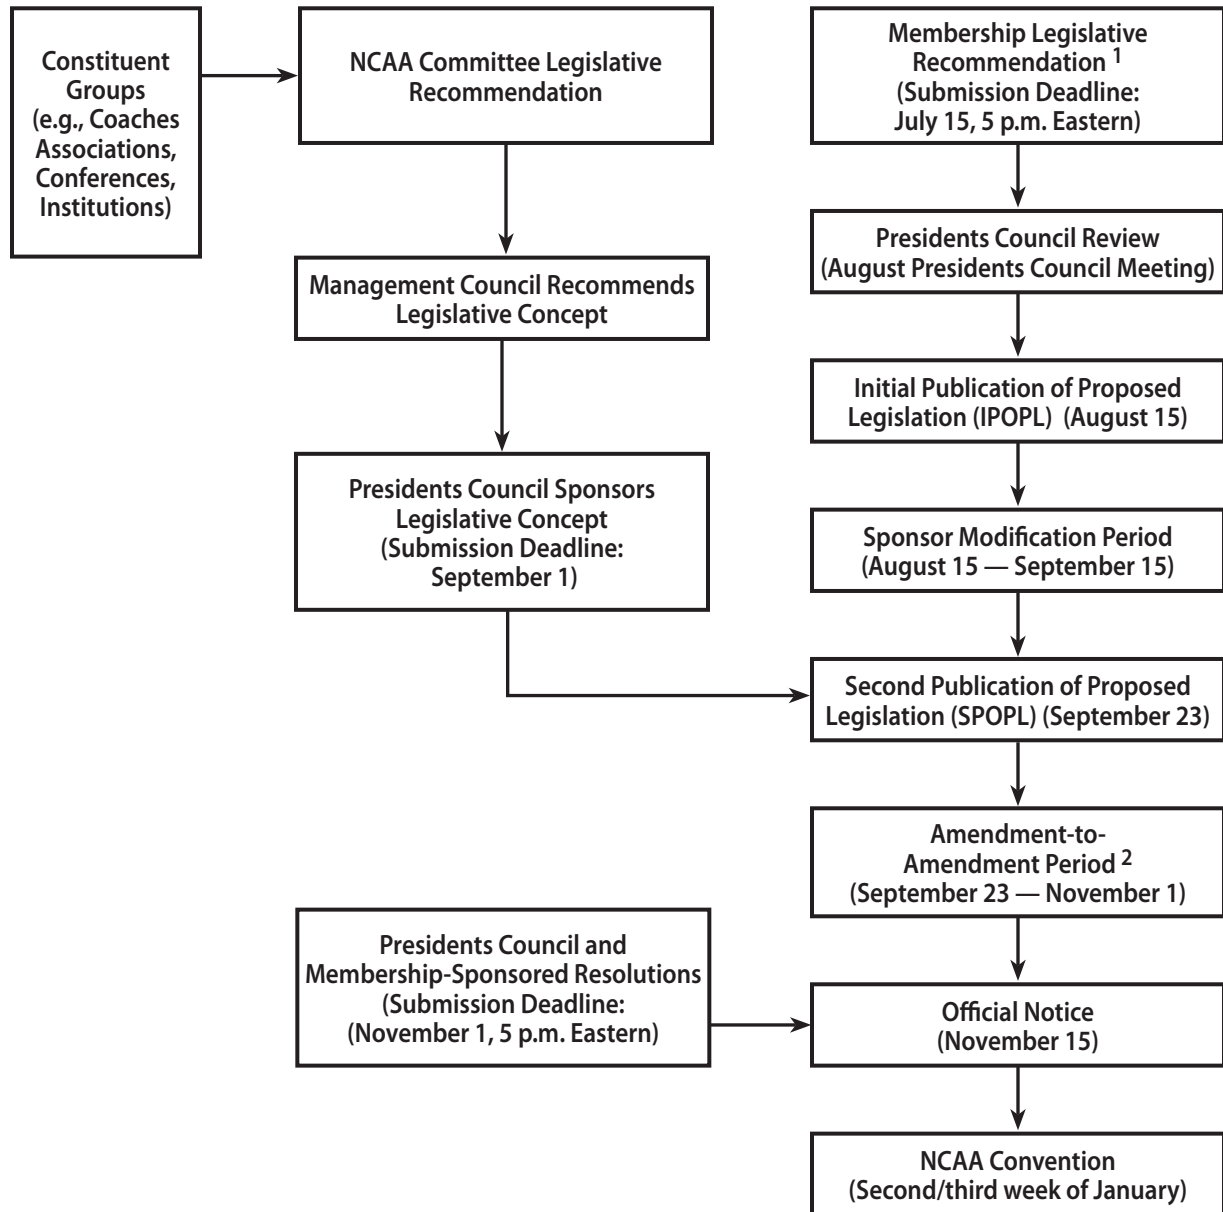 Constituent
Groups
(e.g., Coaches
Associations,
Conferences,
Institutions)
NCAA Committee Legislative
Recommendation
Management Council Recommends
Legislative Concept
Presidents Council Sponsors
Legislative Concept
(Submission Deadline:
September 1)
Membership Legislative
Recommendation 1
(Submission Deadline:
July 15, 5 p.m. Eastern)
Presidents Council Review
(August Presidents Council Meeting)
Initial Publication of Proposed
Legislation (IPOPL) (August 15)
Sponsor Modification Period
(August 15 — September 15)
Second Publication of Proposed
Legislation (SPOPL) (September 23)
Amendment-to-
Amendment Period 2
(September 23 — November 1)
Presidents Council and
Membership-Sponsored Resolutions
(Submission Deadline:
(November 1, 5 p.m. Eastern)
Official Notice
(November 15)
NCAA Convention
(Second/third week of January)